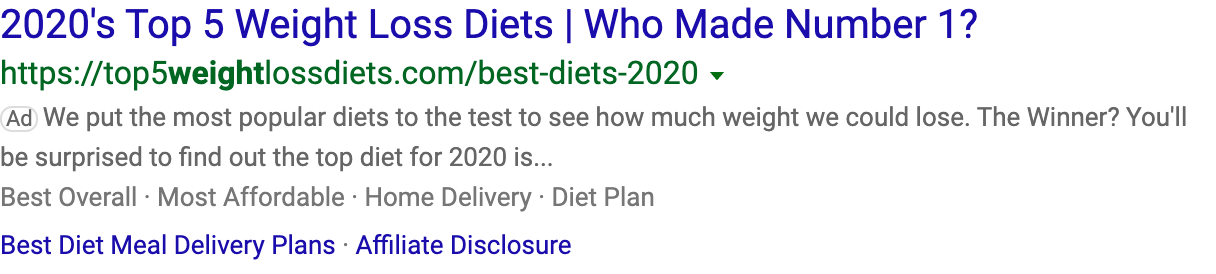 2020's Top 5 Weight Loss Diets | Who Made Number 1?
https://top5weightlossdiets.com/best-diets-2020
Ad We put the most popular diets to the test to see how much weight we could lose. The Winner? You'll
be surprised to find out the top diet for 2020 is...
Best Overall · Most Affordable · Home Delivery · Diet Plan
Best Diet Meal Delivery Plans · Affiliate Disclosure